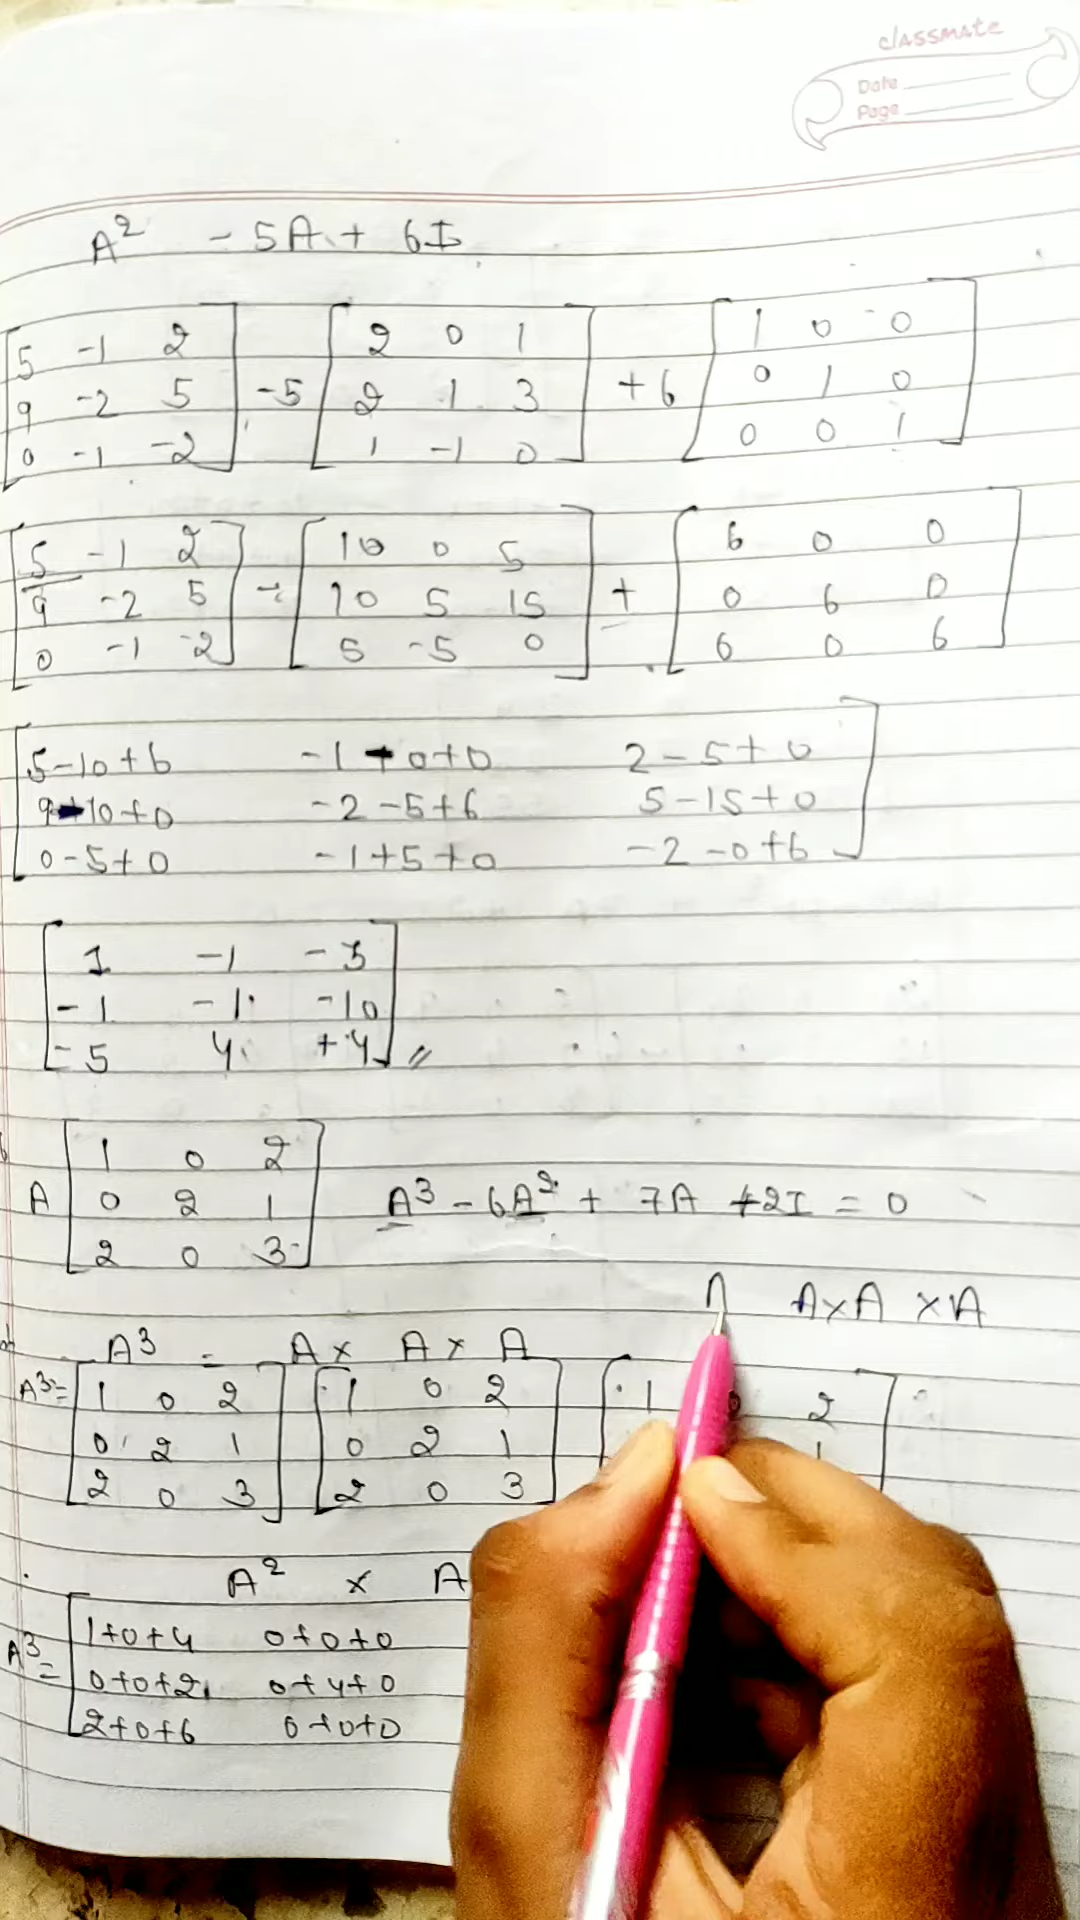 classmate
Date
Page
A² - 5A + 6I
5 -1 2 2 0 1 1 0 0
9 -2 5 -5 2 1 3 +6 0 1 0
0 -1 -2 1 -1 0 0 0 1
5 -1 2 10 0 5 6 0 0
9 -2 5 - 10 5 15 + 0 6 0
0 -1 -2 5 -5 0 6 0 6
5-10+6 -1-0+0 2-5+0
9-10+0 -2-5+6 5-15+0
0-5+0 -1+5+0 -2-0+6
1 -1 -3
-1 -1 -10
-5 4 +4 //
1 0 2
A 0 2 1 A³ - 6A² + 7A + 2I = 0
2 0 3
A×A×A
A³ = A× A× A
A³= 1 0 2 1 0 2 1 2
0 2 1 0 2 1 1
2 0 3 2 0 3
A² × A
1+0+4 0+0+0
A³= 0+0+2 0+4+0
2+0+6 0+0+0